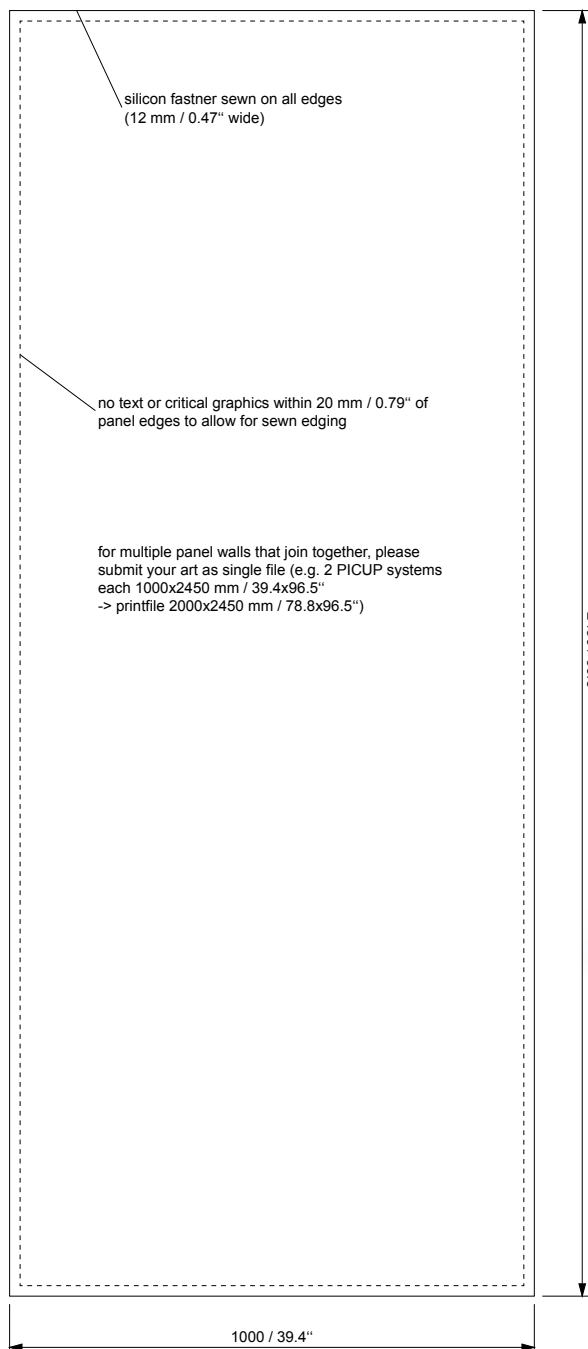 silicon fastner sewn on all edges
(12 mm / 0.47“ wide)
no text or critical graphics within 20 mm / 0.79“ of
panel edges to allow for sewn edging
for multiple panel walls that join together, please
submit your art as single file (e.g. 2 PICUP systems
each 1000x2450 mm / 39.4x96.5“
-> printfile 2000x2450 mm / 78.8x96.5“)
1000 / 39.4“